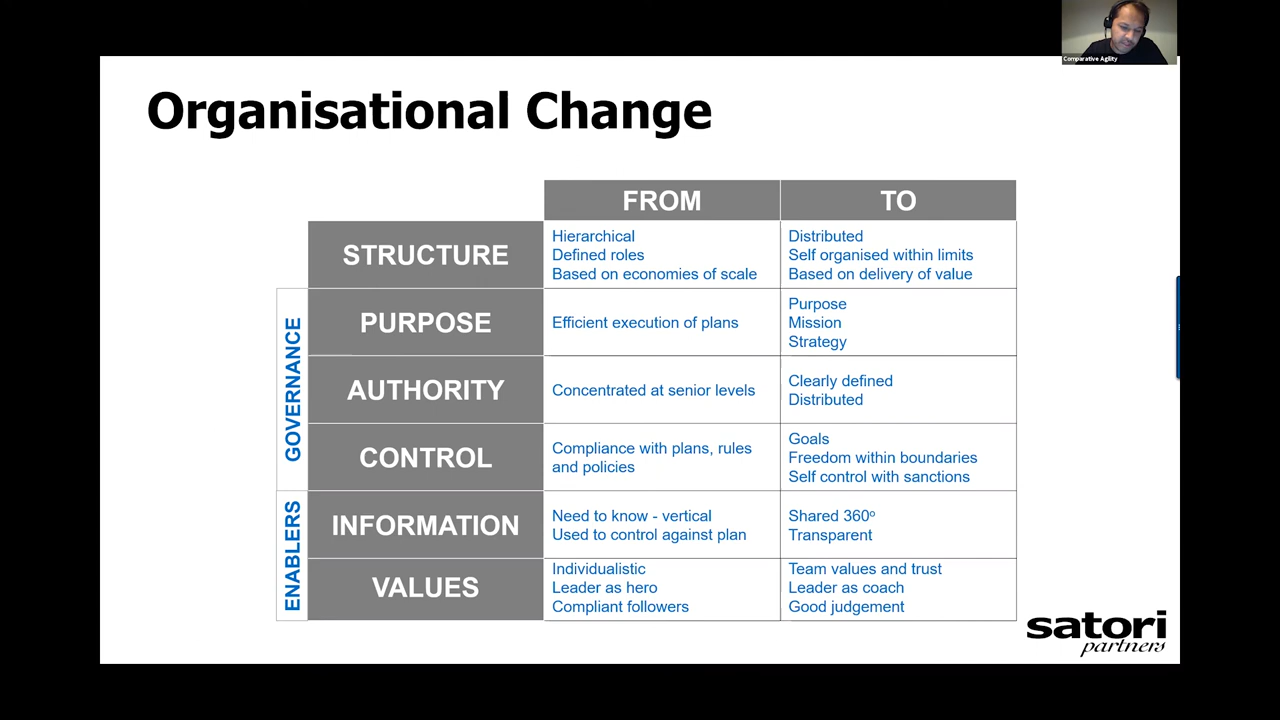 Comparative Agility
Organisational Change
FROM
TO
STRUCTURE
Hierarchical
Defined roles
Based on economies of scale
Distributed
Self organised within limits
Based on delivery of value
GOVERNANCE
PURPOSE
Efficient execution of plans
Purpose
Mission
Strategy
AUTHORITY
Concentrated at senior levels
Clearly defined
Distributed
CONTROL
Compliance with plans, rules
and policies
Goals
Freedom within boundaries
Self control with sanctions
ENABLERS
INFORMATION
Need to know - vertical
Used to control against plan
Shared 360º
Transparent
VALUES
Individualistic
Leader as hero
Compliant followers
Team values and trust
Leader as coach
Good judgement
satori
partners